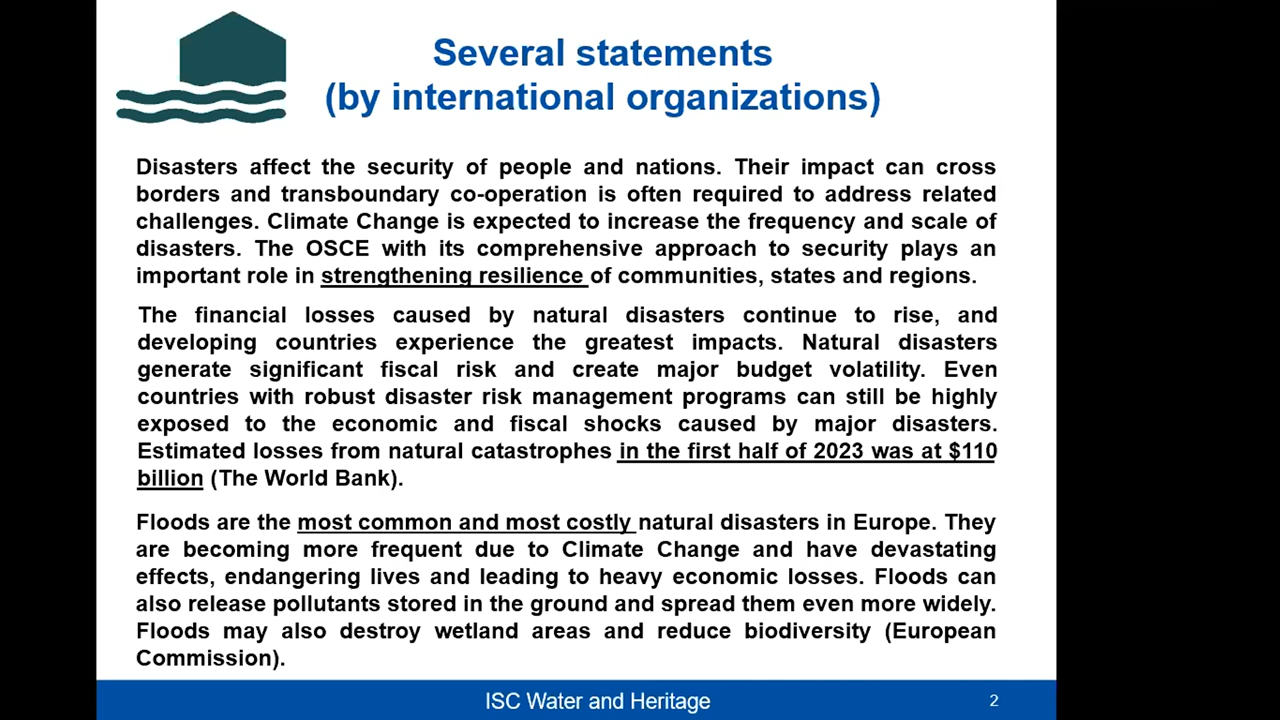 Several statements
(by international organizations)
Disasters affect the security of people and nations. Their impact can cross
borders and transboundary co-operation is often required to address related
challenges. Climate Change is expected to increase the frequency and scale of
disasters. The OSCE with its comprehensive approach to security plays an
important role in strengthening resilience of communities, states and regions.
The financial losses caused by natural disasters continue to rise, and
developing countries experience the greatest impacts. Natural disasters
generate significant fiscal risk and create major budget volatility. Even
countries with robust disaster risk management programs can still be highly
exposed to the economic and fiscal shocks caused by major disasters.
Estimated losses from natural catastrophes in the first half of 2023 was at $110
billion (The World Bank).
Floods are the most common and most costly natural disasters in Europe. They
are becoming more frequent due to Climate Change and have devastating
effects, endangering lives and leading to heavy economic losses. Floods can
also release pollutants stored in the ground and spread them even more widely.
Floods may also destroy wetland areas and reduce biodiversity (European
Commission).
ISC Water and Heritage
2